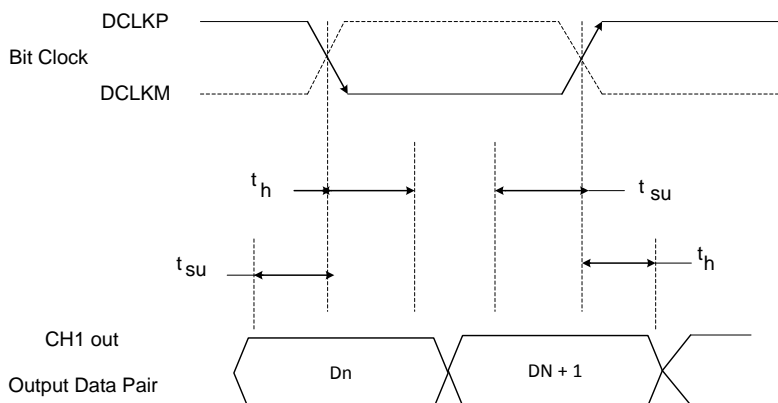 DCLKP
Bit Clock
DCLKM
t h
t su
t su
t h
CH1 out
Dn
DN + 1
Output Data Pair